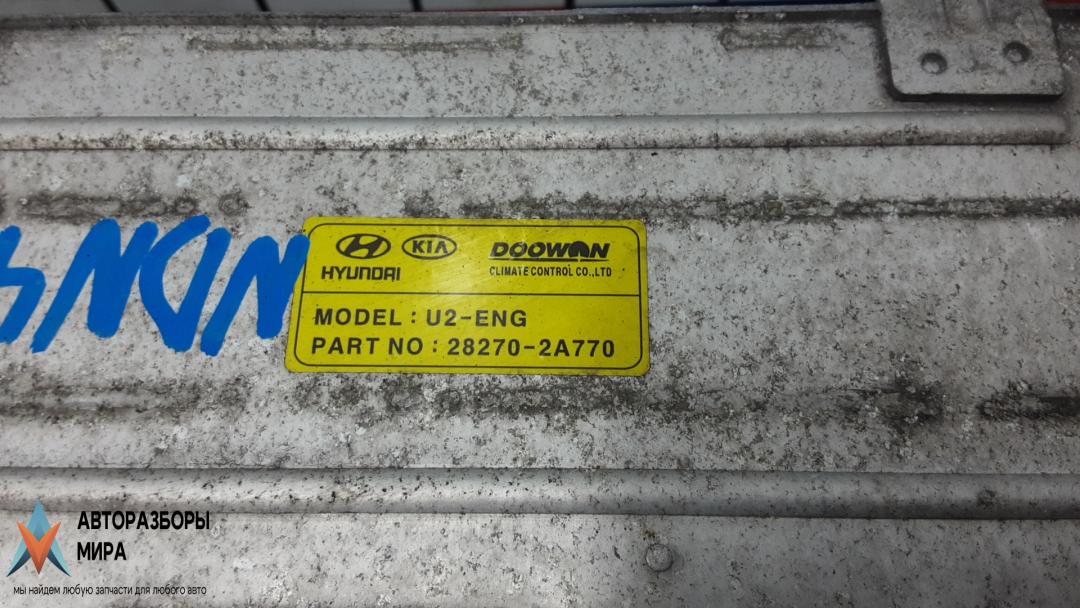 HYUNDAI KIA DOOWON
CLIMATE CONTROL CO.,LTD
MODEL : U2-ENG
PART NO : 28270-2A770
АВТОРАЗБОРЫ
МИРА
мы найдем любую запчасти для любого авто